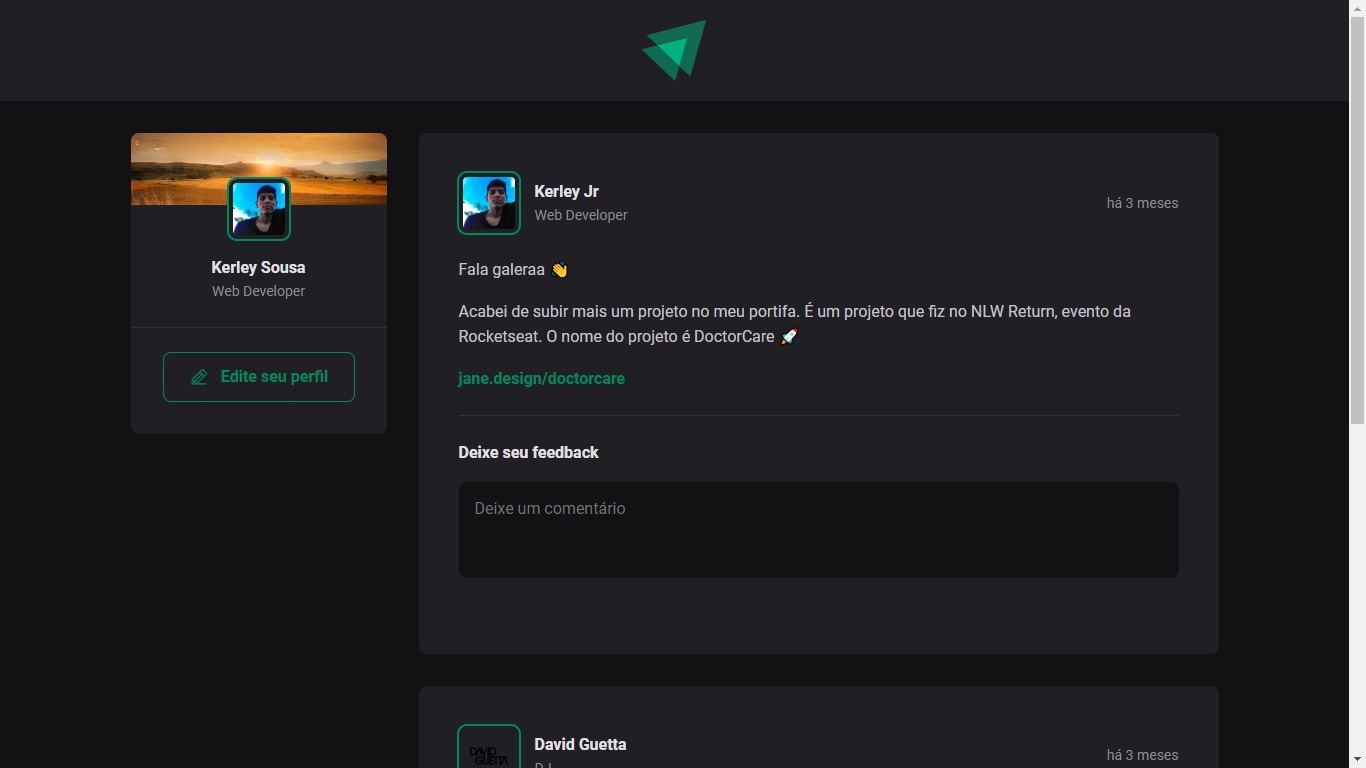 Kerley Sousa
Web Developer
Edite seu perfil
Kerley Jr
Web Developer
há 3 meses
Fala galeraa 👋
Acabei de subir mais um projeto no meu portifa. É um projeto que fiz no NLW Return, evento da
Rocketseat. O nome do projeto é DoctorCare 🚀
jane.design/doctorcare
Deixe seu feedback
Deixe um comentário
DAVID
GUETTA
David Guetta
há 3 meses
DJ